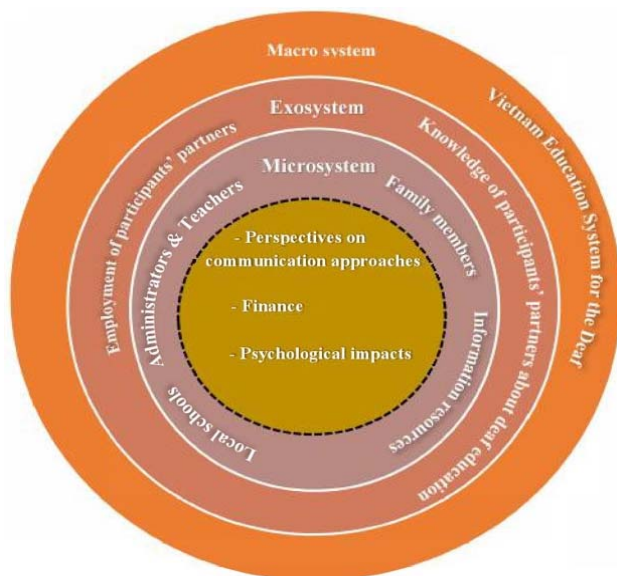 Macro system
Vietnam Education System for the Deaf
Exosystem
Employment of participants' partners
Knowledge of participants' partners about deaf education
Microsystem
Administrators & Teachers
Family members
Local schools
Information resources
- Perspectives on
communication approaches
- Finance
- Psychological impacts